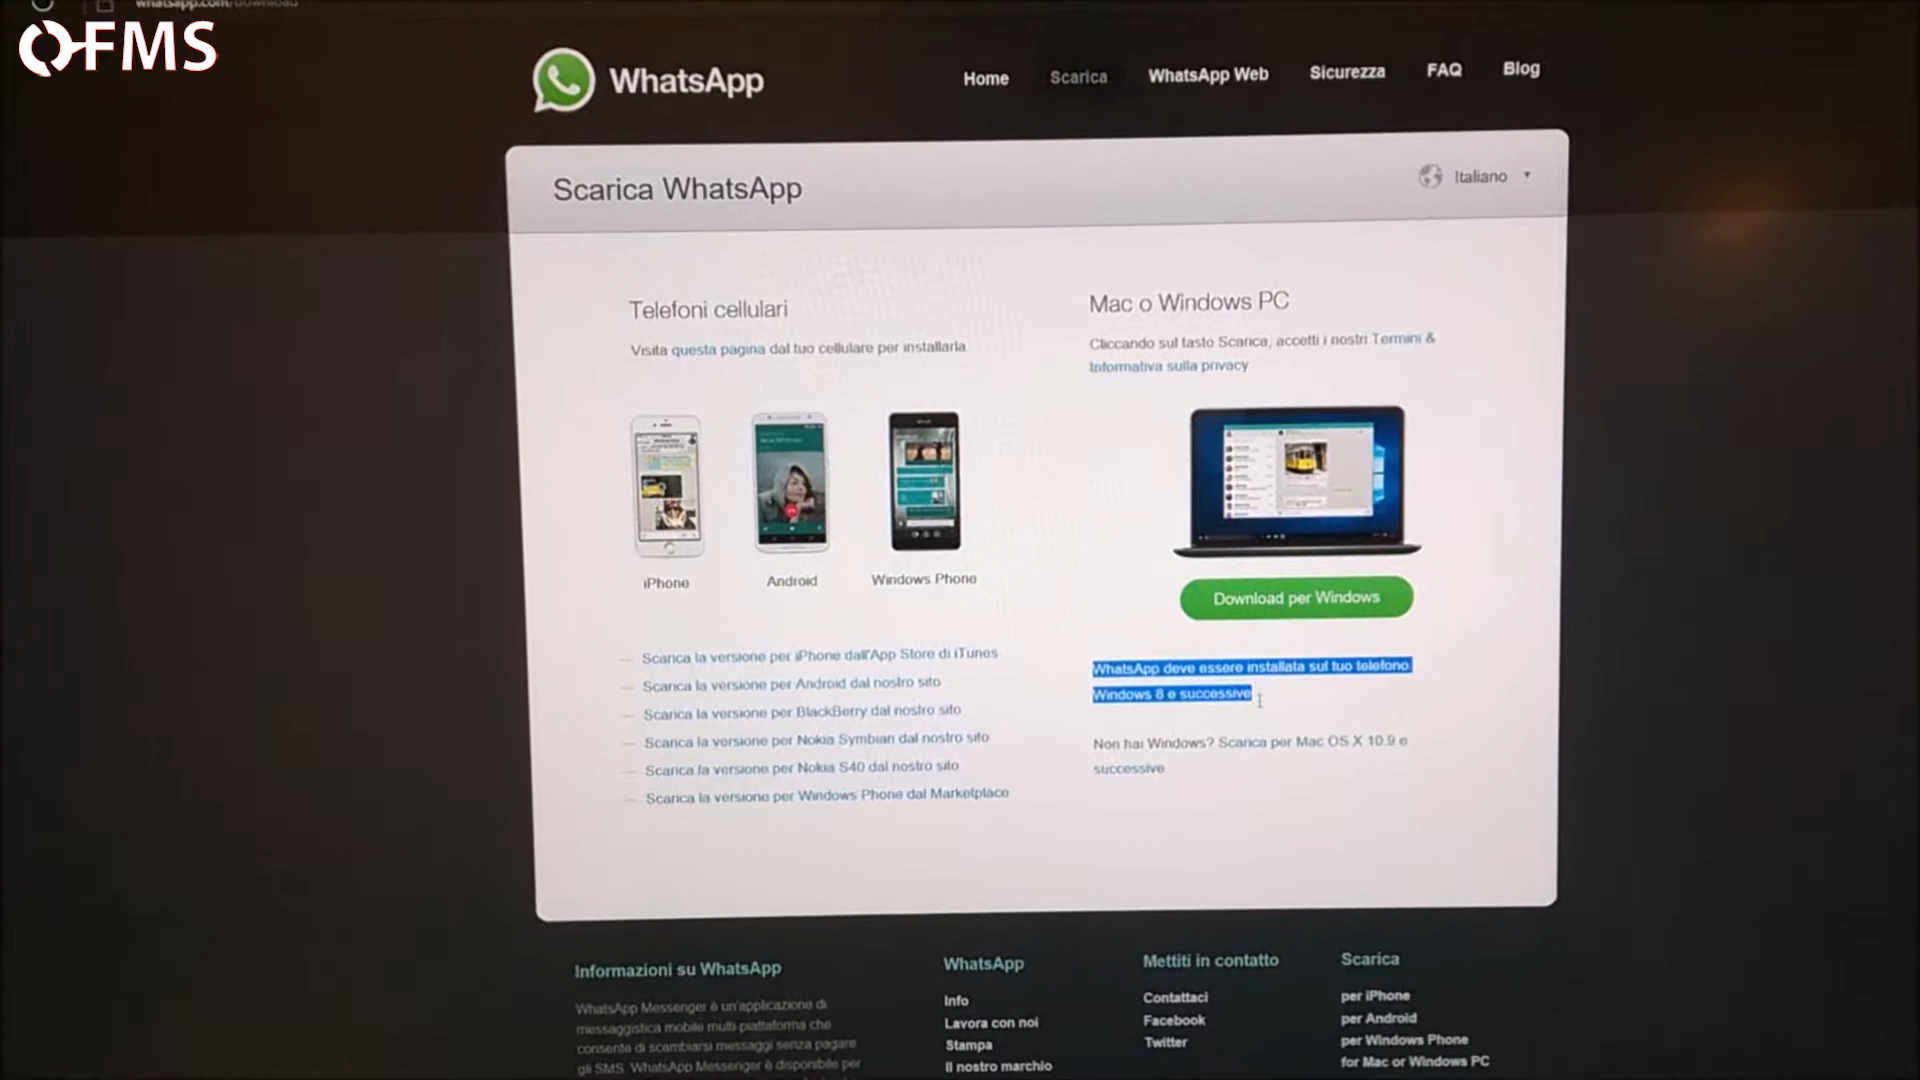 whatsapp.com/download
FMS
WhatsApp
Home
Scarica
WhatsApp Web
Sicurezza
FAQ
Blog
Scarica WhatsApp
Italiano
Telefoni cellulari
Visita questa pagina dal tuo cellulare per installarla
iPhone
Android
Windows Phone
Scarica la versione per iPhone dall'App Store di iTunes
Scarica la versione per Android dal nostro sito
Scarica la versione per BlackBerry dal nostro sito
Scarica la versione per Nokia Symbian dal nostro sito
Scarica la versione per Nokia S40 dal nostro sito
Scarica la versione per Windows Phone dal Marketplace
Mac o Windows PC
Cliccando sul tasto Scarica, accetti i nostri Termini &
Informativa sulla privacy
Download per Windows
WhatsApp deve essere installata sul tuo telefono.
Windows 8 e successive
Non hai Windows? Scarica per Mac OS X 10.9 e
successive
Informazioni su WhatsApp
WhatsApp Messenger è un'applicazione di
messaggistica mobile multi-piattaforma che
consente di scambiarsi messaggi senza pagare
gli SMS. WhatsApp Messenger è disponibile per
WhatsApp
Info
Lavora con noi
Stampa
Il nostro marchio
Mettiti in contatto
Contattaci
Facebook
Twitter
Scarica
per iPhone
per Android
per Windows Phone
for Mac or Windows PC